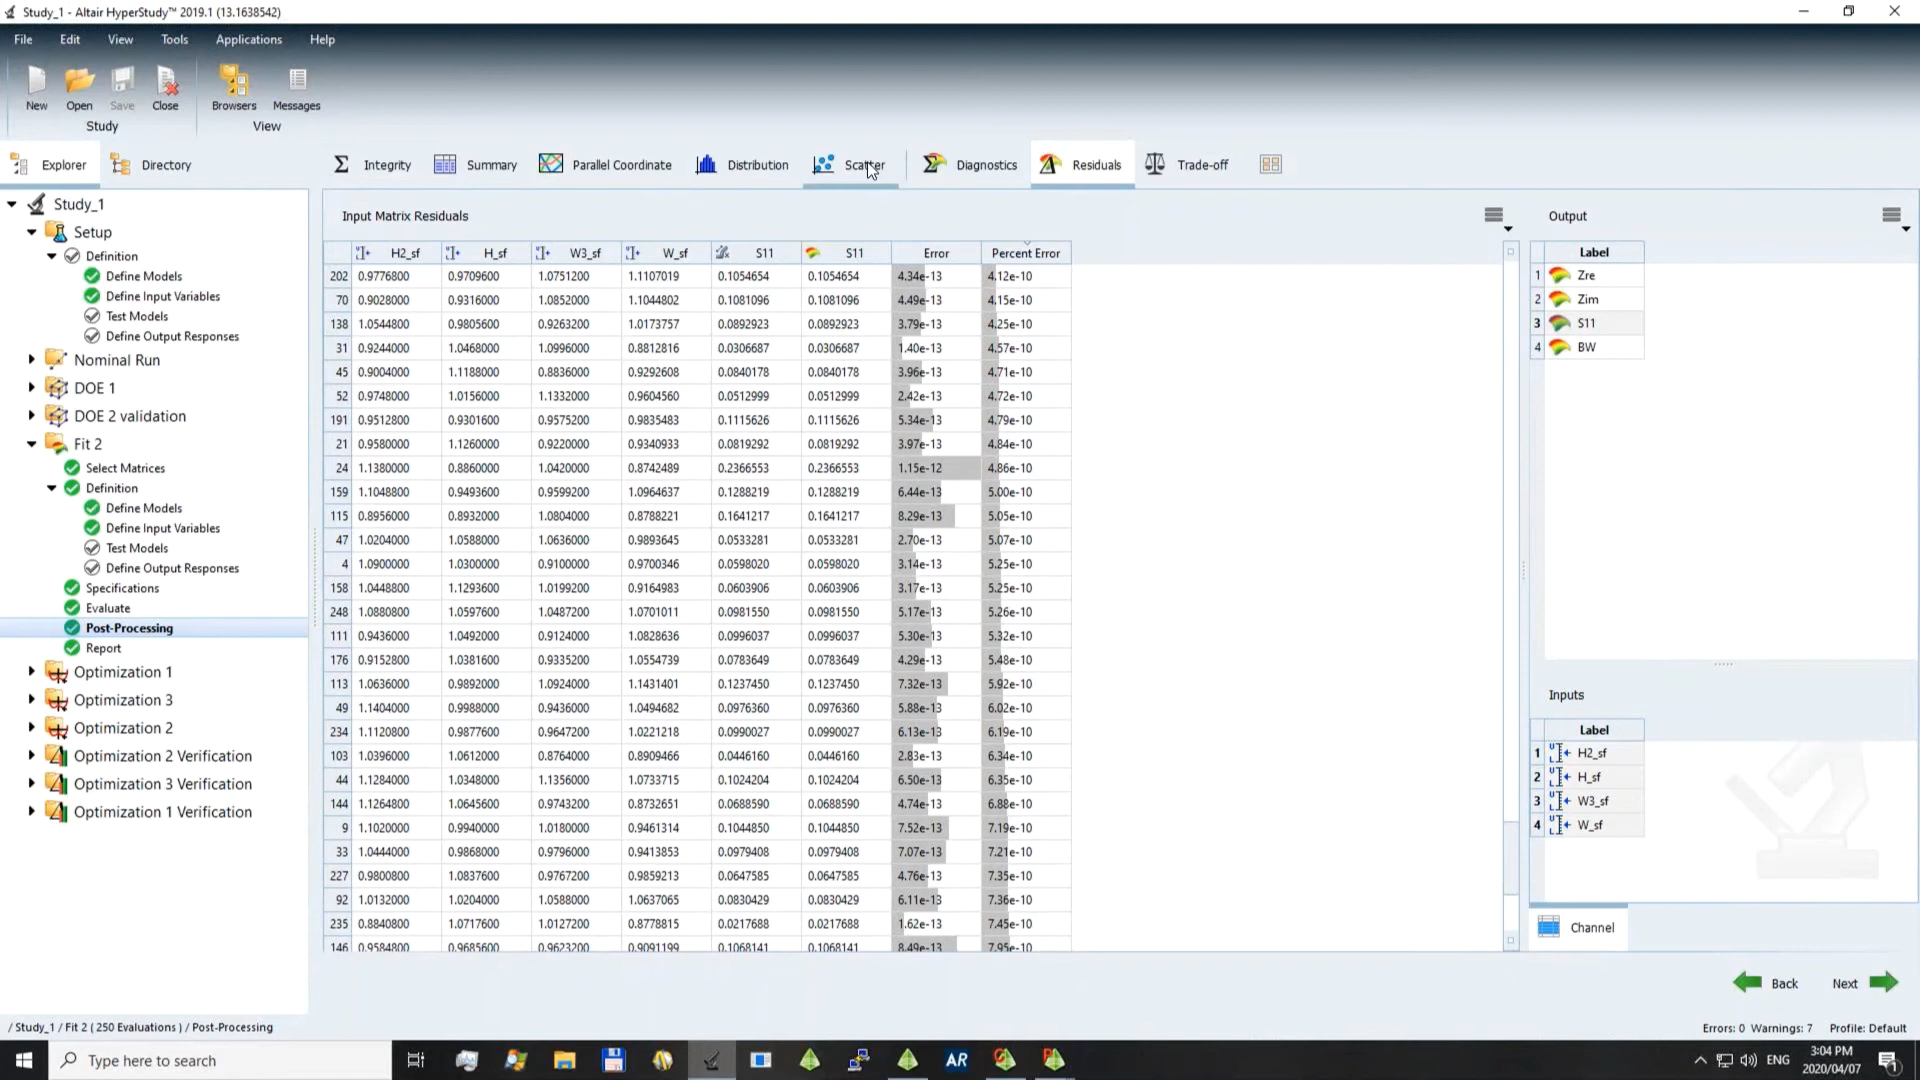 Study_1 - Altair HyperStudy™ 2019.1 (13.1638542)
File Edit View Tools Applications Help
New Open Save Close Browsers Messages
Study View
Explorer Directory Integrity Summary Parallel Coordinate Distribution Scatter Diagnostics Residuals Trade-off
Study_1
Setup
Definition
Define Models
Define Input Variables
Test Models
Define Output Responses
Nominal Run
DOE 1
DOE 2 validation
Fit 2
Select Matrices
Definition
Define Models
Define Input Variables
Test Models
Define Output Responses
Specifications
Evaluate
Post-Processing
Report
Optimization 1
Optimization 3
Optimization 2
Optimization 2 Verification
Optimization 3 Verification
Optimization 1 Verification
Input Matrix Residuals
H2_sf H_sf W3_sf W_sf S11 S11 Error Percent Error
202 0.9776800 0.9709600 1.0751200 1.1107019 0.1054654 0.1054654 4.34e-13 4.12e-10
70 0.9028000 0.9316000 1.0852000 1.1044802 0.1081096 0.1081096 4.49e-13 4.15e-10
138 1.0544800 0.9805600 0.9263200 1.0173757 0.0892923 0.0892923 3.79e-13 4.25e-10
31 0.9244000 1.0468000 1.0996000 0.8812816 0.0306687 0.0306687 1.40e-13 4.57e-10
45 0.9004000 1.1188000 0.8836000 0.9292608 0.0840178 0.0840178 3.96e-13 4.71e-10
52 0.9748000 1.0156000 1.1332000 0.9604560 0.0512999 0.0512999 2.42e-13 4.72e-10
191 0.9512800 0.9301600 0.9575200 0.9835483 0.1115626 0.1115626 5.34e-13 4.79e-10
21 0.9580000 1.1260000 0.9220000 0.9340933 0.0819292 0.0819292 3.97e-13 4.84e-10
24 1.1380000 0.8860000 1.0420000 0.8742489 0.2366553 0.2366553 1.15e-12 4.86e-10
159 1.1048800 0.9493600 0.9599200 1.0964637 0.1288219 0.1288219 6.44e-13 5.00e-10
115 0.8956000 0.8932000 1.0804000 0.8788221 0.1641217 0.1641217 8.29e-13 5.05e-10
47 1.0204000 1.0588000 1.0636000 0.9893645 0.0533281 0.0533281 2.70e-13 5.07e-10
4 1.0900000 1.0300000 0.9100000 0.9700346 0.0598020 0.0598020 3.14e-13 5.25e-10
158 1.0448800 1.1293600 1.0199200 0.9164983 0.0603906 0.0603906 3.17e-13 5.25e-10
248 1.0880800 1.0597600 1.0487200 1.0701011 0.0981550 0.0981550 5.17e-13 5.26e-10
111 0.9436000 1.0492000 0.9124000 1.0828636 0.0996037 0.0996037 5.30e-13 5.32e-10
176 0.9152800 1.0381600 0.9335200 1.0554739 0.0783649 0.0783649 4.29e-13 5.48e-10
113 1.0636000 0.9892000 1.0924000 1.1431401 0.1237450 0.1237450 7.32e-13 5.92e-10
49 1.1404000 0.9988000 0.9436000 1.0494682 0.0976360 0.0976360 5.88e-13 6.02e-10
234 1.1120800 0.9877600 0.9647200 1.0221218 0.0990027 0.0990027 6.13e-13 6.19e-10
103 1.0396000 1.0612000 0.8764000 0.8909466 0.0446160 0.0446160 2.83e-13 6.34e-10
44 1.1284000 1.0348000 1.1356000 1.0733715 0.1024204 0.1024204 6.50e-13 6.35e-10
144 1.1264800 1.0645600 0.9743200 0.8732651 0.0688590 0.0688590 4.74e-13 6.88e-10
9 1.1020000 0.9940000 1.0180000 0.9461314 0.1044850 0.1044850 7.52e-13 7.19e-10
33 1.0444000 0.9868000 0.9796000 0.9413853 0.0979408 0.0979408 7.07e-13 7.21e-10
227 0.9800800 1.0837600 0.9767200 0.9859213 0.0647585 0.0647585 4.76e-13 7.35e-10
92 1.0132000 1.0204000 1.0588000 1.0637065 0.0830429 0.0830429 6.11e-13 7.36e-10
235 0.8840800 1.0717600 1.0127200 0.8778815 0.0217688 0.0217688 1.62e-13 7.45e-10
146 0.9584800 0.9685600 0.9623200 0.9091199 0.1068141 0.1068141 8.49e-13 7.95e-10
Output
Label
1 Zre
2 Zim
3 S11
4 BW
Inputs
Label
1 H2_sf
2 H_sf
3 W3_sf
4 W_sf
Channel
Back Next
/ Study_1 / Fit 2 ( 250 Evaluations ) / Post-Processing
Errors: 0 Warnings: 7 Profile: Default
Type here to search
AR
ENG
3:04 PM
2020/04/07
1